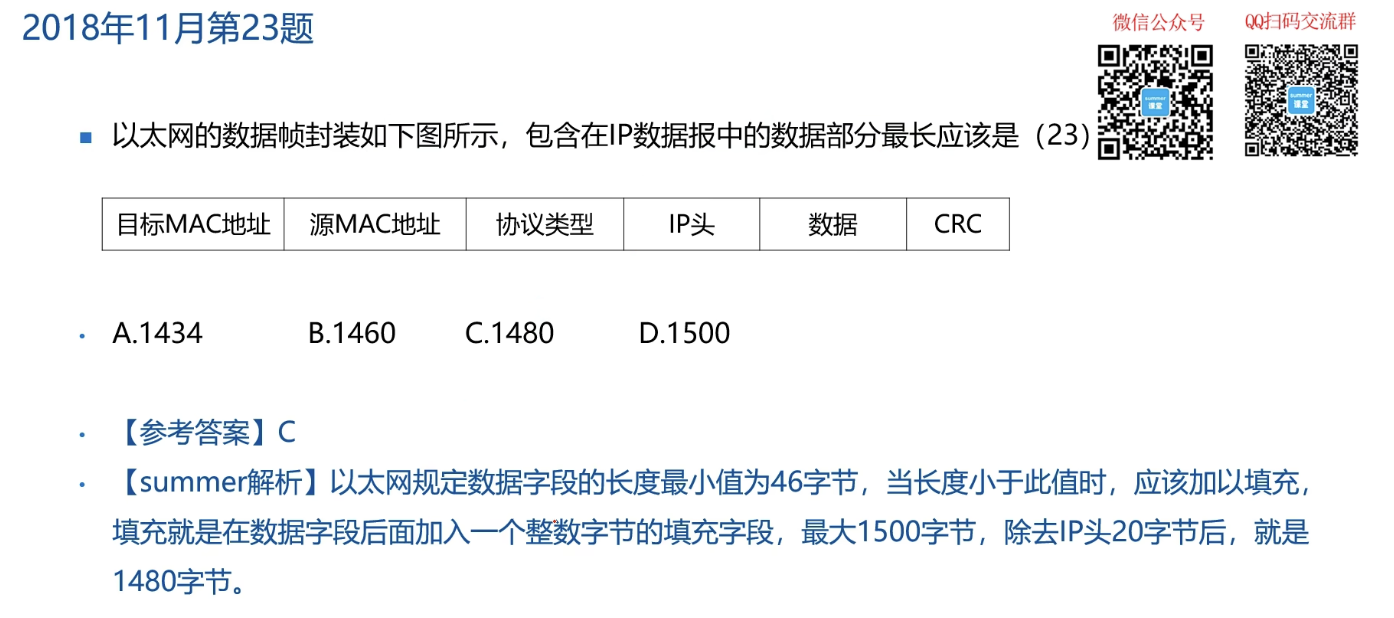 2018年11月第23题
微信公众号
QQ扫码交流群
summer
课堂
summer
课堂
■ 以太网的数据帧封装如下图所示，包含在IP数据报中的数据部分最长应该是（23）
目标MAC地址 源MAC地址 协议类型 IP头 数据 CRC
• A.1434 B.1460 C.1480 D.1500
• 【参考答案】C
• 【summer解析】以太网规定数据字段的长度最小值为46字节，当长度小于此值时，应该加以填充，
填充就是在数据字段后面加入一个整数字节的填充字段，最大1500字节，除去IP头20字节后，就是
1480字节。